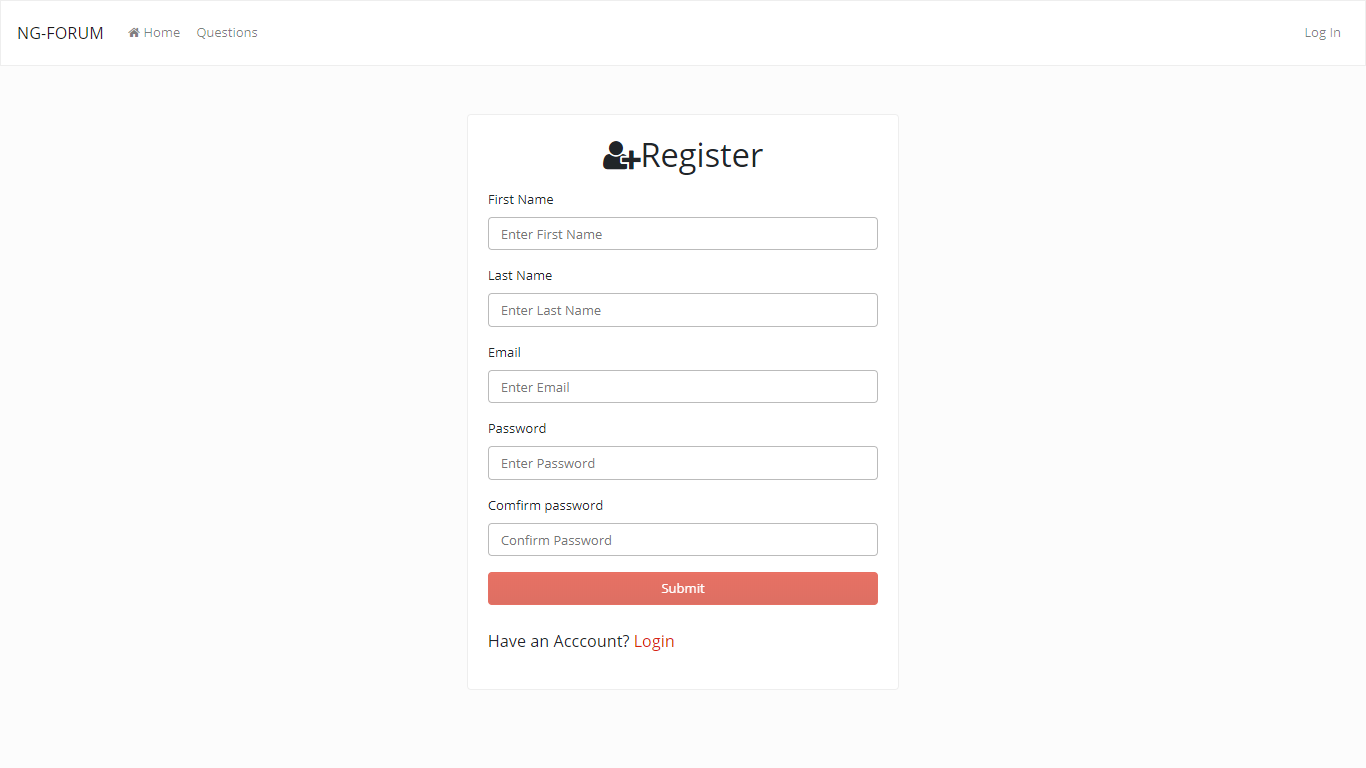 NG-FORUM Home Questions Log In
Register
First Name
Enter First Name
Last Name
Enter Last Name
Email
Enter Email
Password
Enter Password
Comfirm password
Confirm Password
Submit
Have an Acccount? Login